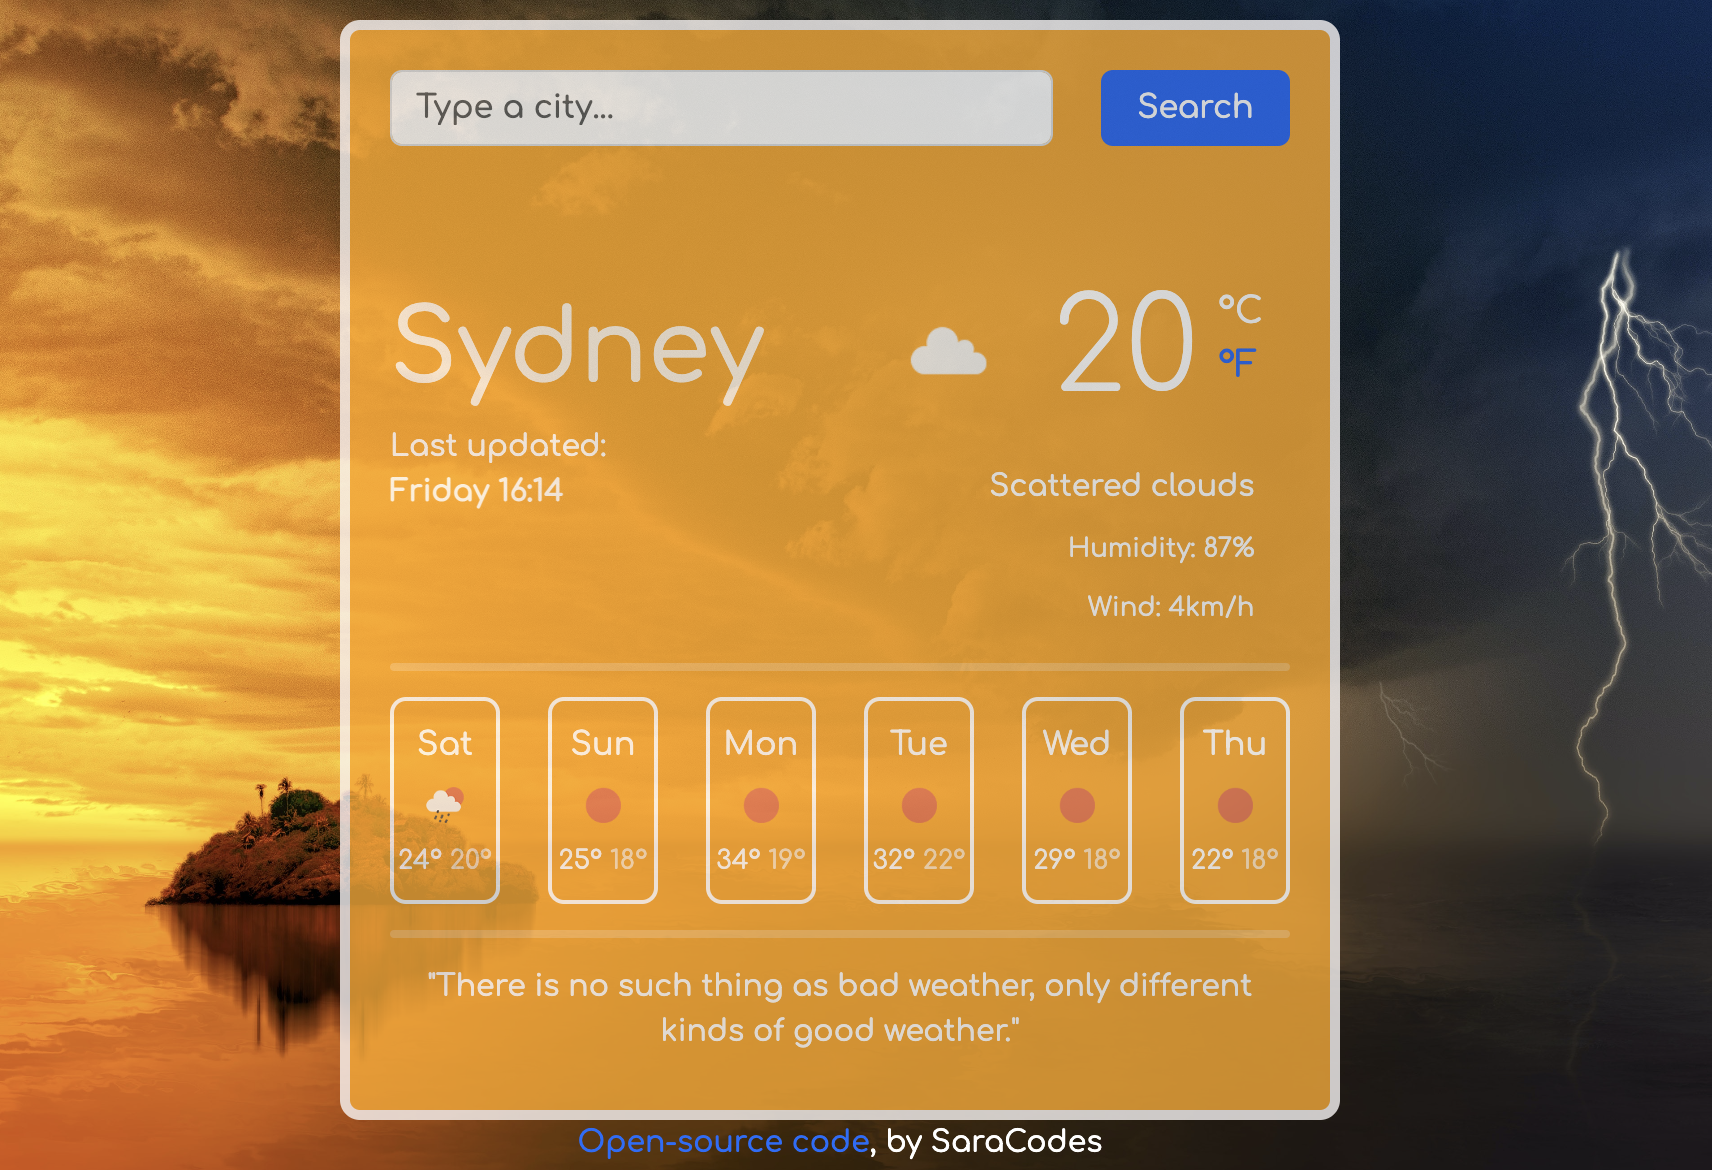 Type a city...
Search
Sydney
20
°C
°F
Last updated:
Friday 16:14
Scattered clouds
Humidity: 87%
Wind: 4km/h
Sat
Sun
Mon
Tue
Wed
Thu
24° 20°
25° 18°
34° 19°
32° 22°
29° 18°
22° 18°
"There is no such thing as bad weather, only different
kinds of good weather."
Open-source code, by SaraCodes